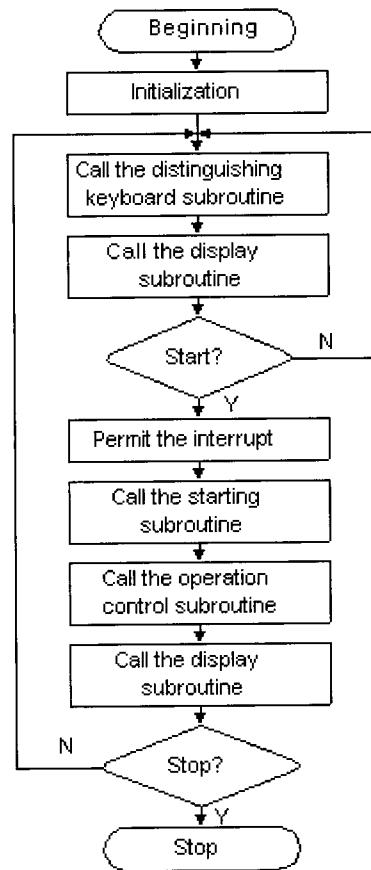 Beginning
Initialization
Call the distinguishing
keyboard subroutine
Call the display
subroutine
Start?
N
Y
Permit the interrupt
Call the starting
subroutine
Call the operation
control subroutine
Call the display
subroutine
N
Stop?
Y
Stop